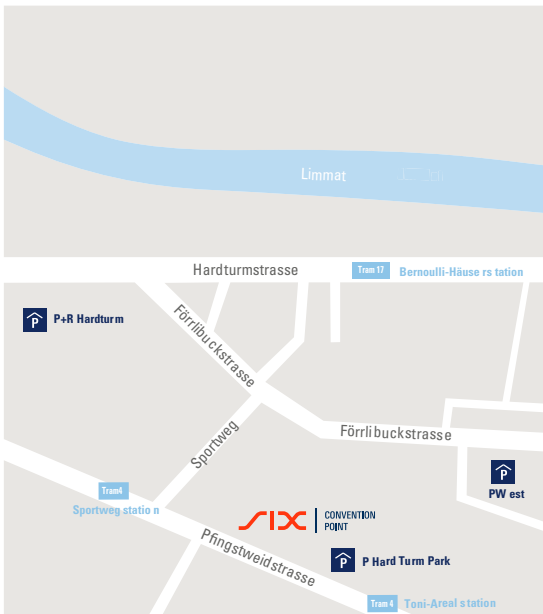 Limmat
Hardturmstrasse
Tram 17
Bernoulli-Häuse rs tation
P
P+R Hardturm
Förrlibuckstrasse
Sportweg
Förrlibuckstrasse
P
PW est
Tram4
Sportweg statio n
SIX
CONVENTION
POINT
Pfingstweidstrasse
P
P Hard Turm Park
Tram 4
Toni-Areal station